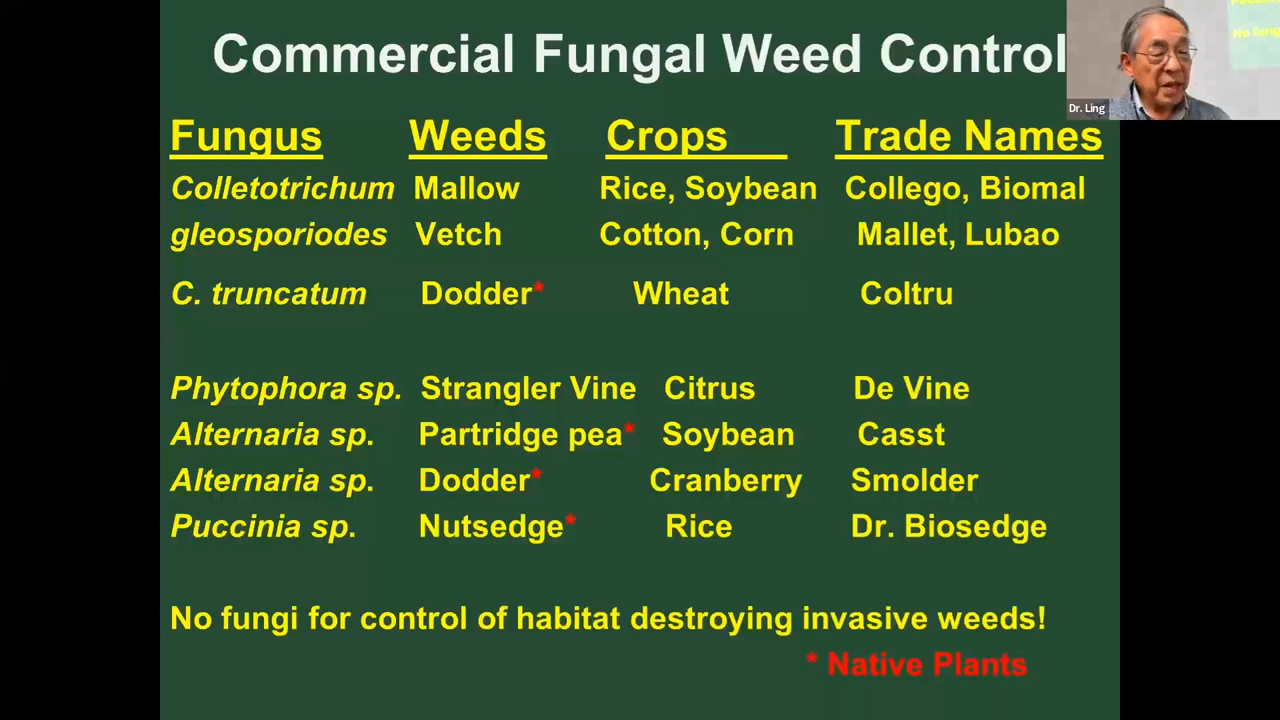 Commercial Fungal Weed Control
Fungus Weeds Crops Trade Names
Colletotrichum Mallow Rice, Soybean Collego, Biomal
gleosporiodes Vetch Cotton, Corn Mallet, Lubao
C. truncatum Dodder* Wheat Coltru
Phytophora sp. Strangler Vine Citrus De Vine
Alternaria sp. Partridge pea* Soybean Casst
Alternaria sp. Dodder* Cranberry Smolder
Puccinia sp. Nutsedge* Rice Dr. Biosedge
No fungi for control of habitat destroying invasive weeds!
* Native Plants
Dr. Ling